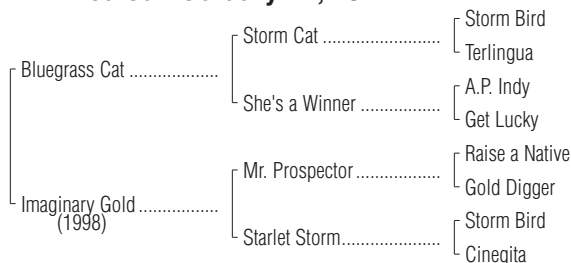 Storm Bird
Storm Cat ........................
Terlingua
Bluegrass Cat ..................
A.P. Indy
She's a Winner ................
Get Lucky
Raise a Native
Mr. Prospector.................
Gold Digger
Imaginary Gold ................
(1998)
Storm Bird
Starlet Storm....................
Cinegita